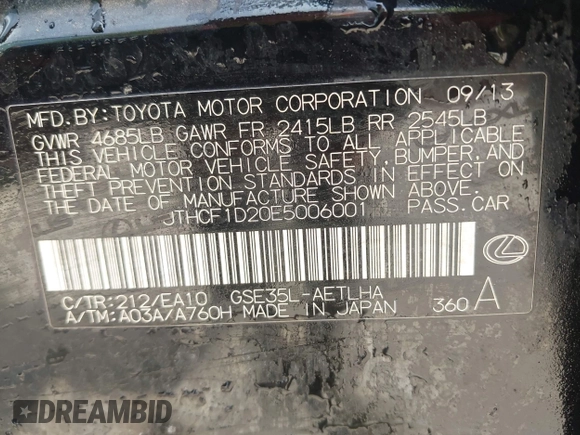 MFD.BY:TOYOTA MOTOR CORPORATION 09/13
GVWR 4685LB GAWR FR 2415LB RR 2545LB
THIS VEHICLE CONFORMS TO ALL APPLICABLE
FEDERAL MOTOR VEHICLE SAFETY,BUMPER,AND
THEFT PREVENTION STANDARDS IN EFFECT ON
THE DATE OF MANUFACTURE SHOWN ABOVE.
JTHCF1D20E5006001 PASS.CAR
C/TR:212/EA10 GSE35L-AETLHA
A/TM:A03A/A760H MADE IN JAPAN 360 A
DREAMBID